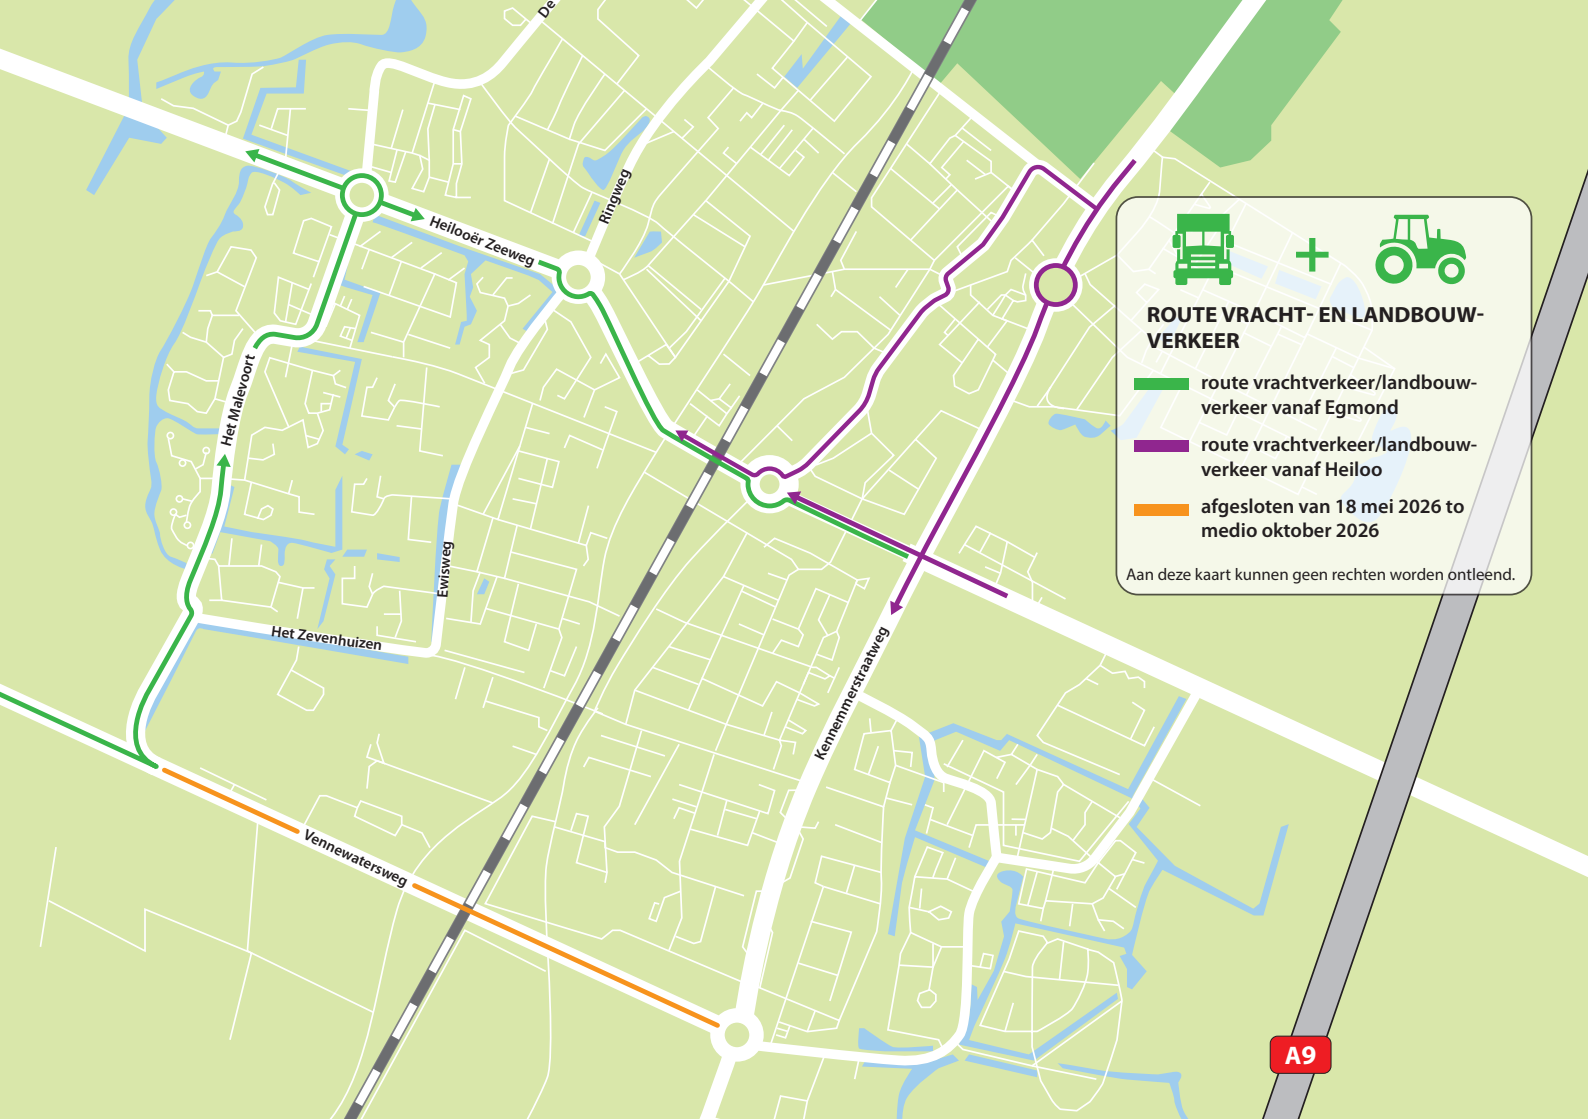 De
Ringweg
Heilooër Zeeweg
Het Malevoort
Ewisweg
Het Zevenhuizen
Kennemmerstraatweg
Vennewatersweg
ROUTE VRACHT- EN LANDBOUW-
VERKEER
route vrachtverkeer/landbouw-
verkeer vanaf Egmond
route vrachtverkeer/landbouw-
verkeer vanaf Heiloo
afgesloten van 18 mei 2026 to
medio oktober 2026
Aan deze kaart kunnen geen rechten worden ontleend.
A9